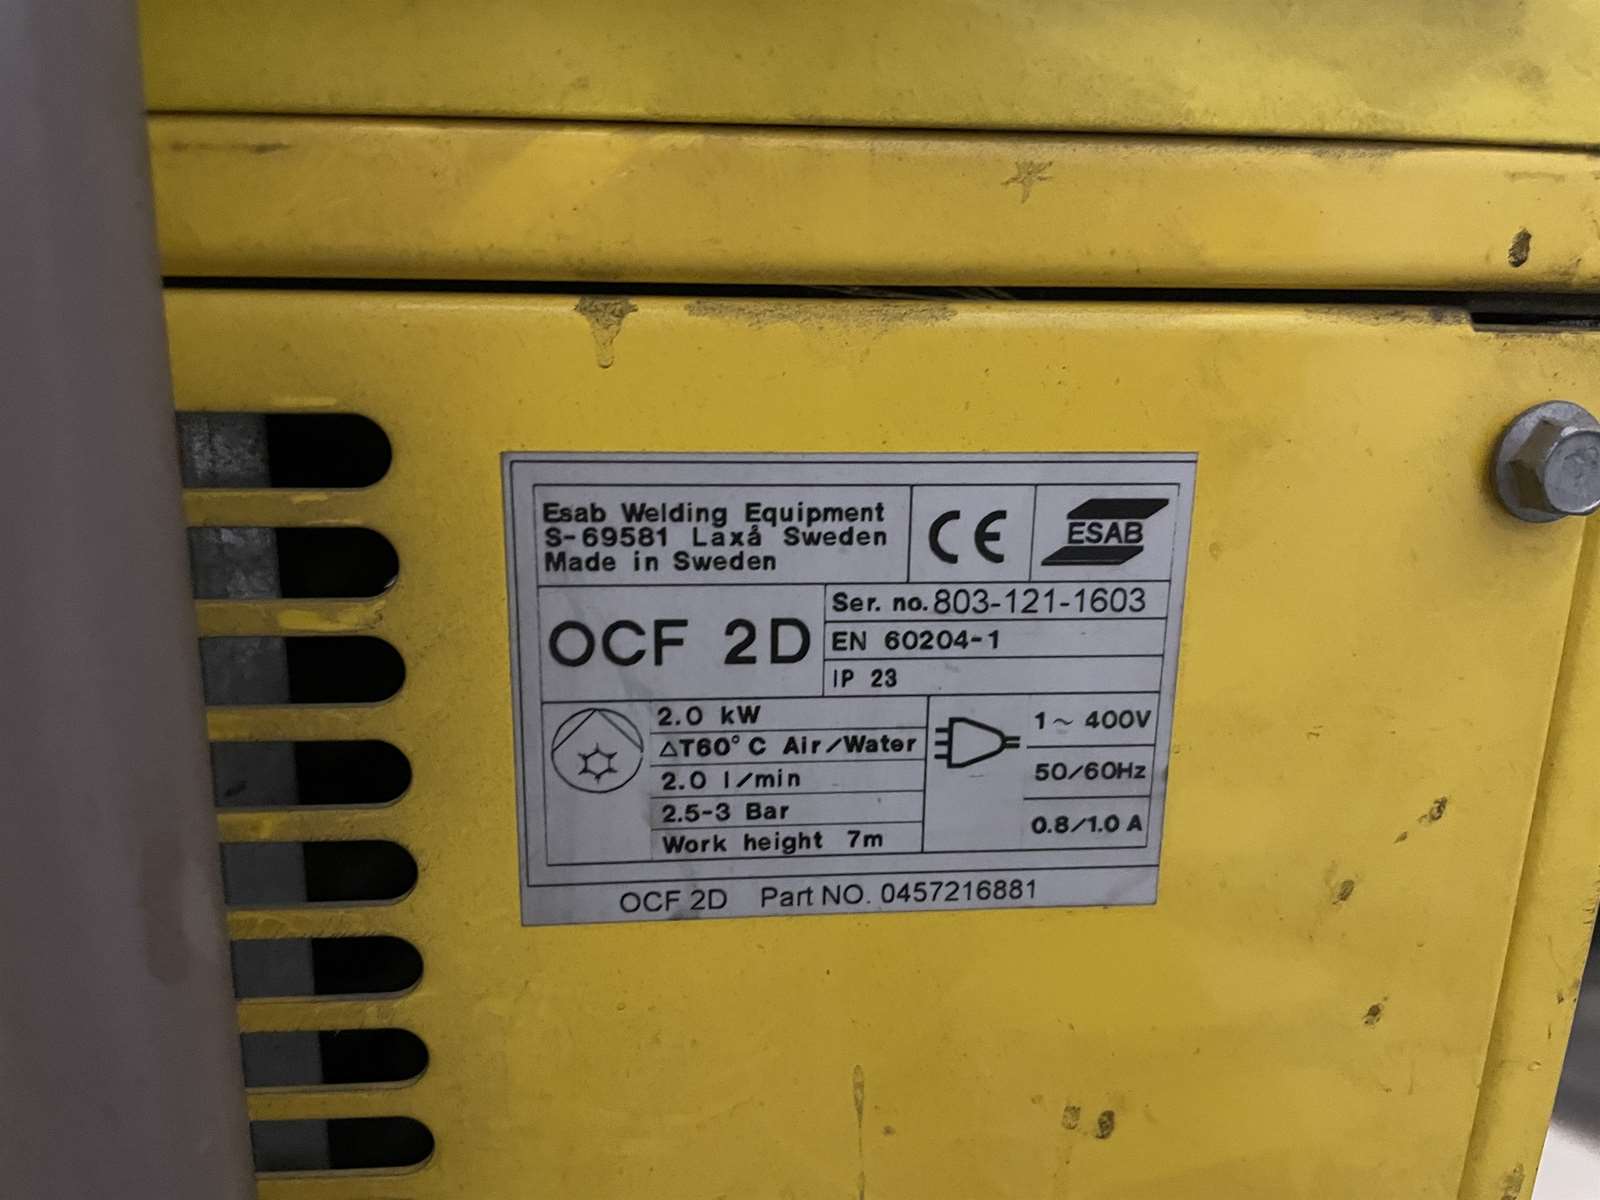 Esab Welding Equipment
S-69581 Laxå Sweden
Made in Sweden
CE
ESAB
OCF 2D
Ser. no. 803-121-1603
EN 60204-1
IP 23
2.0 kW
△T60°C Air/Water
2.0 l/min
2.5-3 Bar
Work height 7m
1~ 400V
50/60Hz
0.8/1.0 A
OCF 2D Part NO. 0457216881